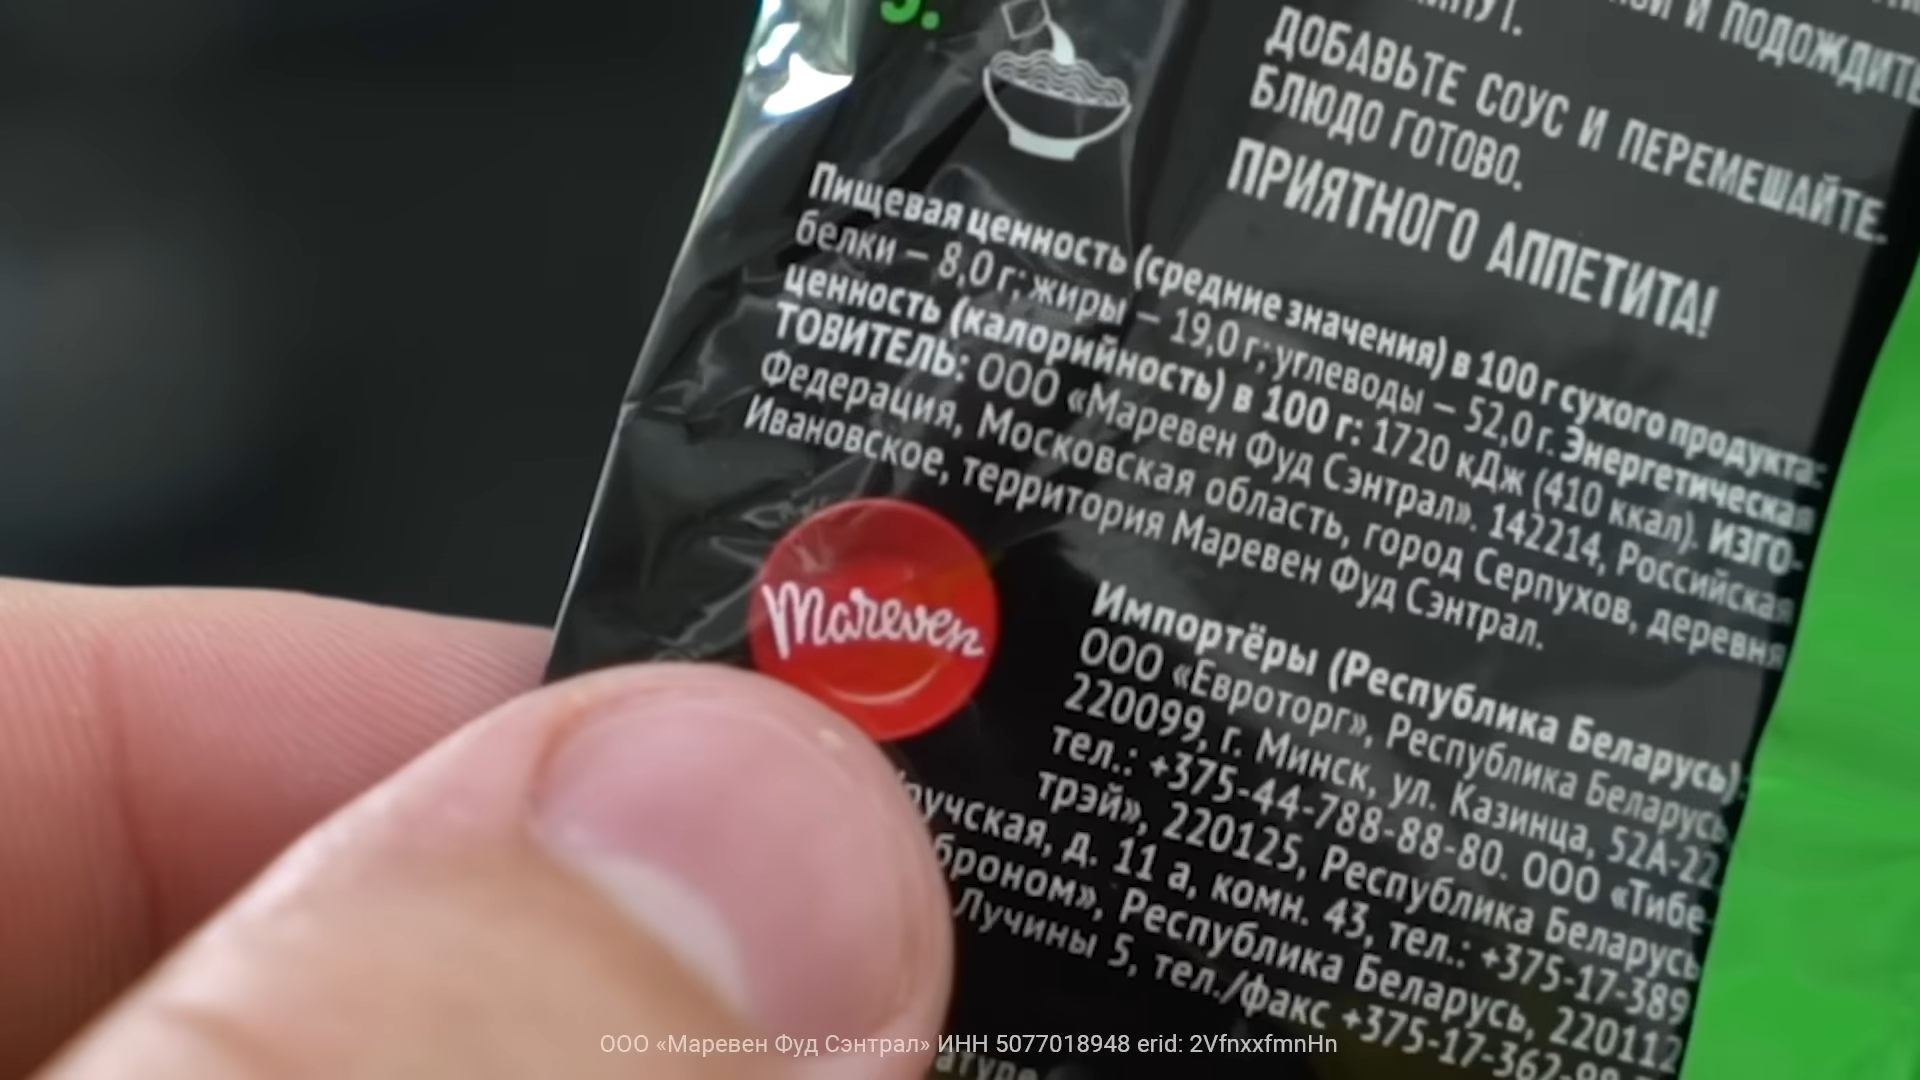 3.
И ПОДОЖДИТЕ
ДОБАВЬТЕ СОУС И ПЕРЕМЕШАЙТЕ.
БЛЮДО ГОТОВО.
ПРИЯТНОГО АППЕТИТА!
Пищевая ценность (средние значения) в 100 г сухого продукта:
белки – 8,0 г; жиры – 19,0 г; углеводы – 52,0 г. Энергетическая
ценность (калорийность) в 100 г: 1720 кДж (410 ккал). ИЗГО-
ТОВИТЕЛЬ: ООО «Маревен Фуд Сэнтрал». 142214, Российская
Федерация, Московская область, город Серпухов, деревня
Ивановское, территория Маревен Фуд Сэнтрал.
Mareven
Импортёры (Республика Беларусь):
ООО «Евроторг», Республика Беларусь
220099, г. Минск, ул. Казинца, 52А-22
тел.: +375-44-788-88-80. ООО «Тибе-
трэй», 220125, Республика Беларусь
ручская, д. 11 а, комн. 43, тел.: +375-17-389
броном», Республика Беларусь, 220112
Лучины 5, тел./факс +375-17-362-
ООО «Маревен Фуд Сэнтрал» ИНН 5077018948 erid: 2VfnxxfmnHn